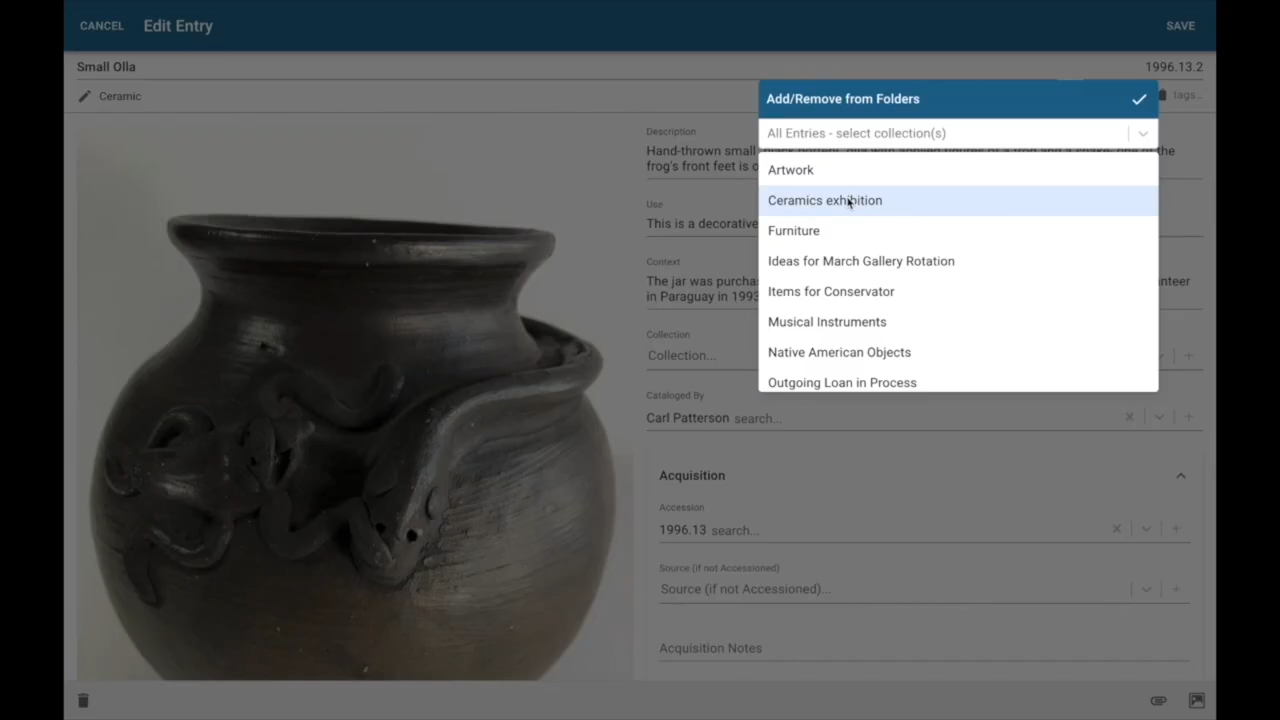 CANCEL Edit Entry SAVE
Small Olla 1996.13.2
Ceramic tags...
Add/Remove from Folders
All Entries - select collection(s)
Artwork
Ceramics exhibition
Furniture
Ideas for March Gallery Rotation
Items for Conservator
Musical Instruments
Native American Objects
Outgoing Loan in Process
Description
Hand-thrown small black pottery the
frog's front feet is
Use
This is a decorative
Context
The jar was
in Paraguay in 1993
Collection
Collection...
Cataloged By
Carl Patterson search...
Acquisition
Accession
1996.13 search...
Source (if not Accessioned)
Source (if not Accessioned)...
Acquisition Notes